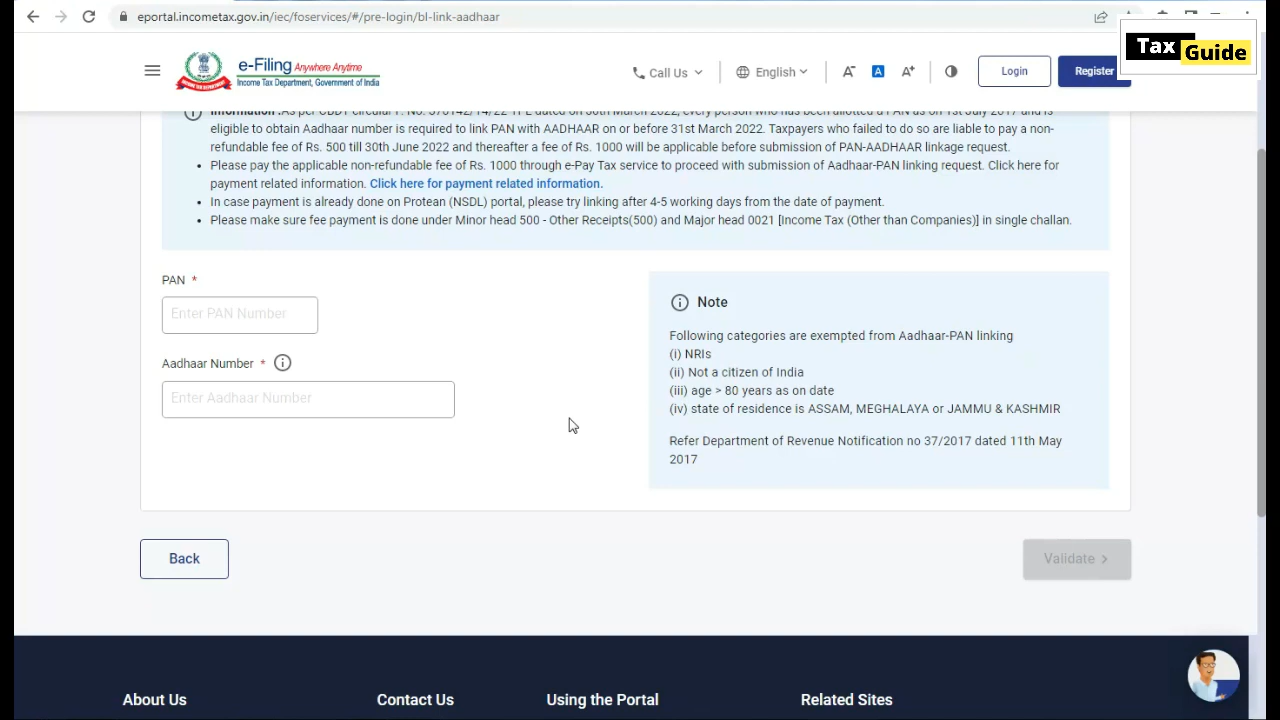 eportal.incometax.gov.in/iec/foservices/#/pre-login/bl-link-aadhaar
Tax
Guide
e-Filing Anywhere Anytime
Income Tax Department, Government of India
Call Us
English
A-
A
A+
Login
Register
eligible to obtain Aadhaar number is required to link PAN with AADHAAR on or before 31st March 2022. Taxpayers who failed to do so are liable to pay a non-
refundable fee of Rs. 500 till 30th June 2022 and thereafter a fee of Rs. 1000 will be applicable before submission of PAN-AADHAAR linkage request.
• Please pay the applicable non-refundable fee of Rs. 1000 through e-Pay Tax service to proceed with submission of Aadhaar-PAN linking request. Click here for
payment related information. Click here for payment related information.
• In case payment is already done on Protean (NSDL) portal, please try linking after 4-5 working days from the date of payment.
• Please make sure fee payment is done under Minor head 500 - Other Receipts(500) and Major head 0021 [Income Tax (Other than Companies)] in single challan.
PAN *
Enter PAN Number
Aadhaar Number *
Enter Aadhaar Number
Note
Following categories are exempted from Aadhaar-PAN linking
(i) NRIs
(ii) Not a citizen of India
(iii) age > 80 years as on date
(iv) state of residence is ASSAM, MEGHALAYA or JAMMU & KASHMIR
Refer Department of Revenue Notification no 37/2017 dated 11th May
2017
Back
Validate >
About Us
Contact Us
Using the Portal
Related Sites